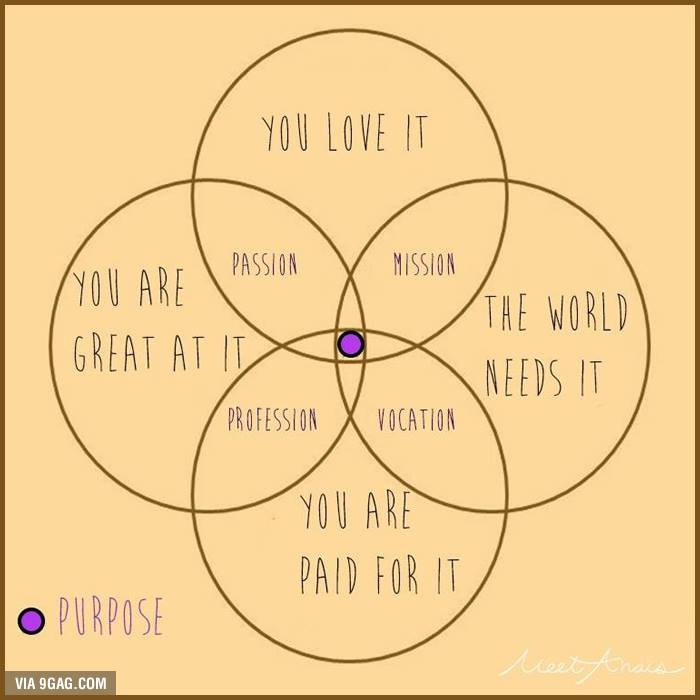 YOU LOVE IT
PASSION
MISSION
YOU ARE
GREAT AT IT
THE WORLD
NEEDS IT
PROFESSION
VOCATION
YOU ARE
PAID FOR IT
PURPOSE
VIA 9GAG.COM
Meet Anais